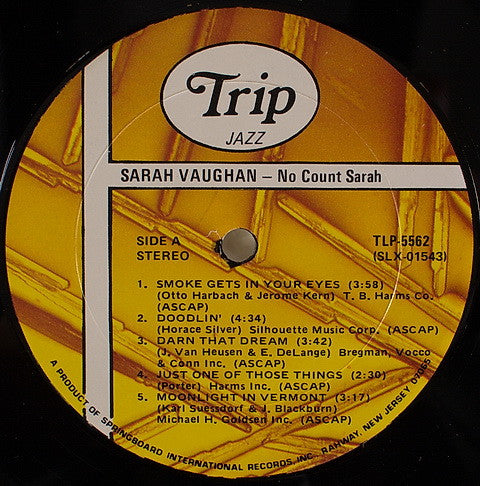 Trip
JAZZ
SARAH VAUGHAN – No Count Sarah
SIDE A
STEREO
TLP-5562
(SLX-01543)
1. SMOKE GETS IN YOUR EYES (3:58)
(Otto Harbach & Jerome Kern) T. B. Harms Co.
(ASCAP)
2. DOODLIN' (4:34)
(Horace Silver) Silhouette Music Corp. (ASCAP)
3. DARN THAT DREAM (3:42)
(J. Van Heusen & E. DeLange) Bregman, Vocco
& Conn Inc. (ASCAP)
4. JUST ONE OF THOSE THINGS (2:30)
(Porter) Harms Inc. (ASCAP)
5. MOONLIGHT IN VERMONT (3:17)
(Karl Suessdorf & J. Blackburn)
Michael H. Goldsen Inc. (ASCAP)
A PRODUCT OF SPRINGBOARD INTERNATIONAL RECORDS, INC., RAHWAY, NEW JERSEY 07065